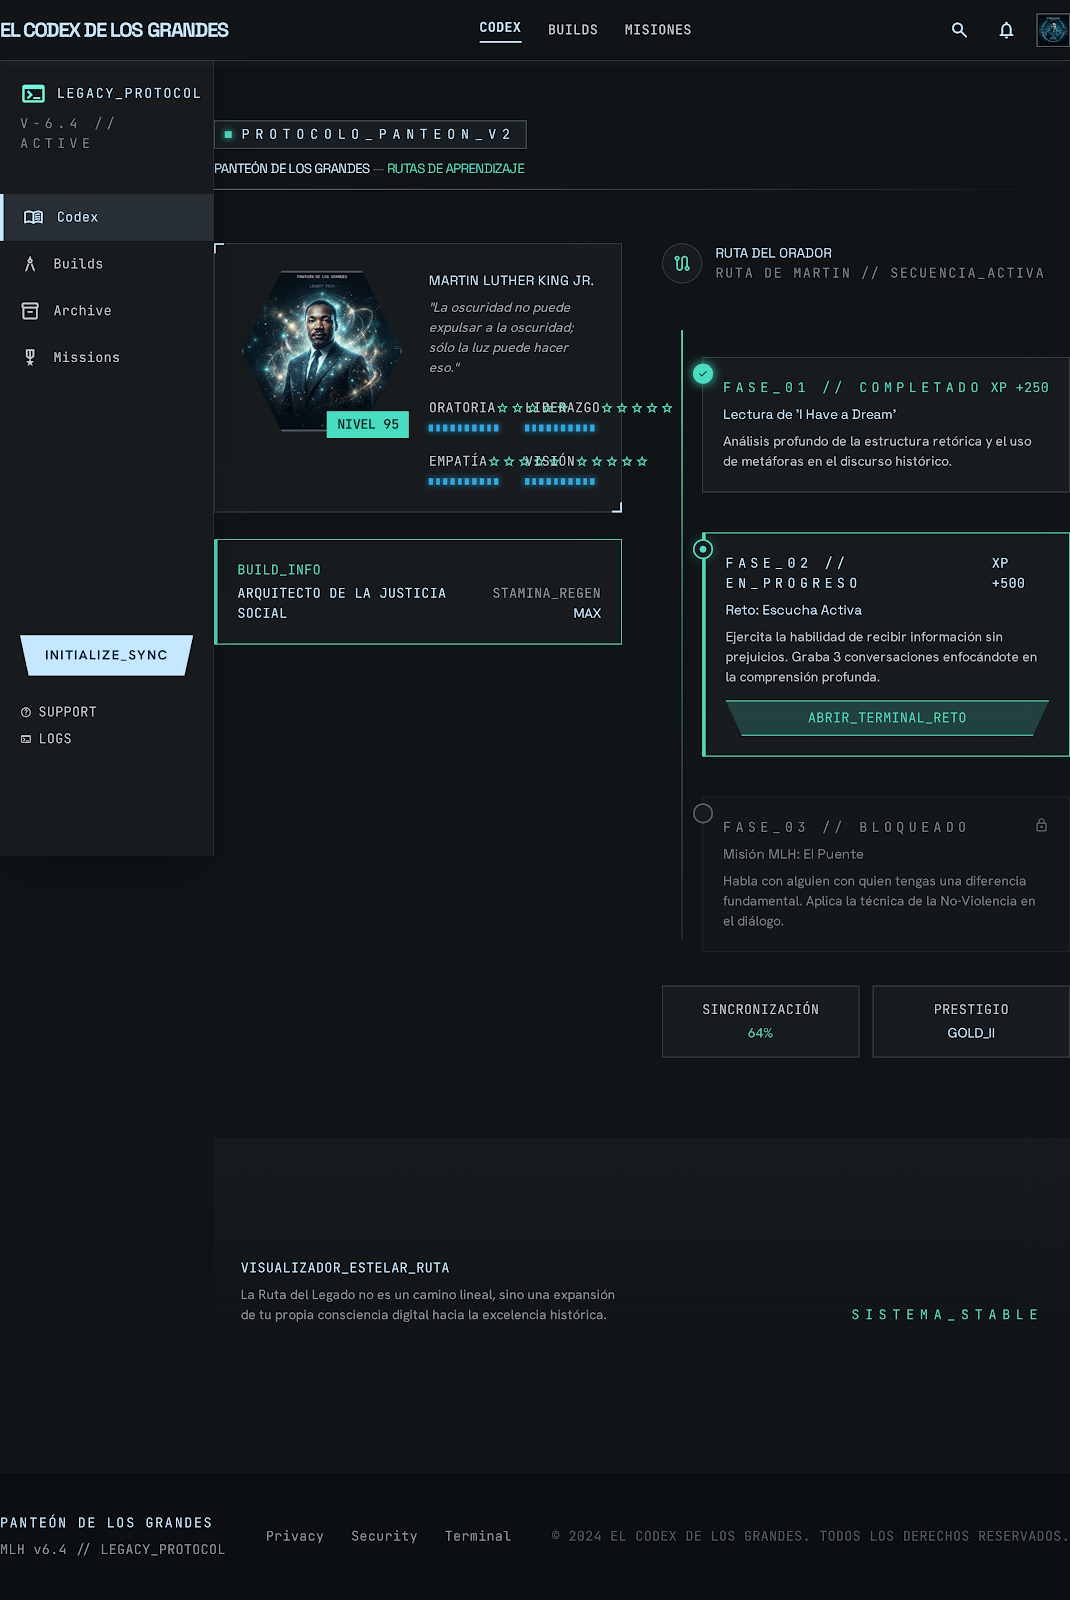 EL CODEX DE LOS GRANDES
CODEX
BUILDS
MISIONES
LEGACY_PROTOCOL
V-6.4 //
ACTIVE
Codex
Builds
Archive
Missions
INITIALIZE_SYNC
SUPPORT
LOGS
PROTOCOLO_PANTEON_V2
PANTEÓN DE LOS GRANDES — RUTAS DE APRENDIZAJE
PANTEÓN DE LOS GRANDES
LEGACY PATH
NIVEL 95
MARTIN LUTHER KING JR.
"La oscuridad no puede
expulsar a la oscuridad;
sólo la luz puede hacer
eso."
ORATORIA☆☆☆☆☆
LIDERAZGO☆☆☆☆☆
EMPATÍA☆☆☆☆☆
VISIÓN☆☆☆☆☆
BUILD_INFO
ARQUITECTO DE LA JUSTICIA
SOCIAL
STAMINA_REGEN
MAX
RUTA DEL ORADOR
RUTA DE MARTIN // SECUENCIA_ACTIVA
FASE_01 // COMPLETADO XP +250
Lectura de 'I Have a Dream'
Análisis profundo de la estructura retórica y el uso
de metáforas en el discurso histórico.
FASE_02 //
EN_PROGRESO
XP
+500
Reto: Escucha Activa
Ejercita la habilidad de recibir información sin
prejuicios. Graba 3 conversaciones enfocándote en
la comprensión profunda.
ABRIR_TERMINAL_RETO
FASE_03 // BLOQUEADO
Misión MLH: El Puente
Habla con alguien con quien tengas una diferencia
fundamental. Aplica la técnica de la No-Violencia en
el diálogo.
SINCRONIZACIÓN
64%
PRESTIGIO
GOLD_II
VISUALIZADOR_ESTELAR_RUTA
La Ruta del Legado no es un camino lineal, sino una expansión
de tu propia consciencia digital hacia la excelencia histórica.
SISTEMA_STABLE
PANTEÓN DE LOS GRANDES
MLH v6.4 // LEGACY_PROTOCOL
Privacy
Security
Terminal
© 2024 EL CODEX DE LOS GRANDES. TODOS LOS DERECHOS RESERVADOS.